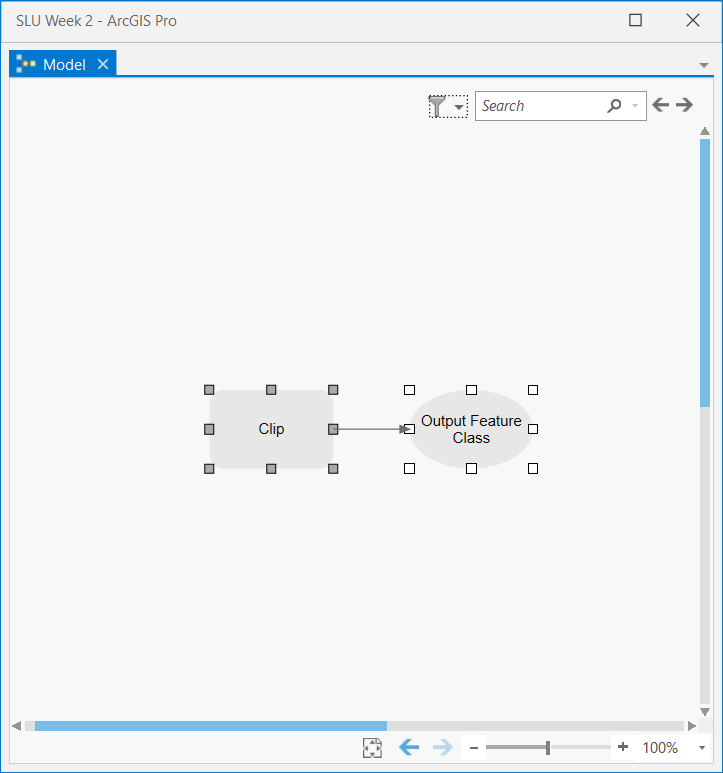 SLU Week 2 - ArcGIS Pro
Model
Search
Clip
Output Feature
Class
100%